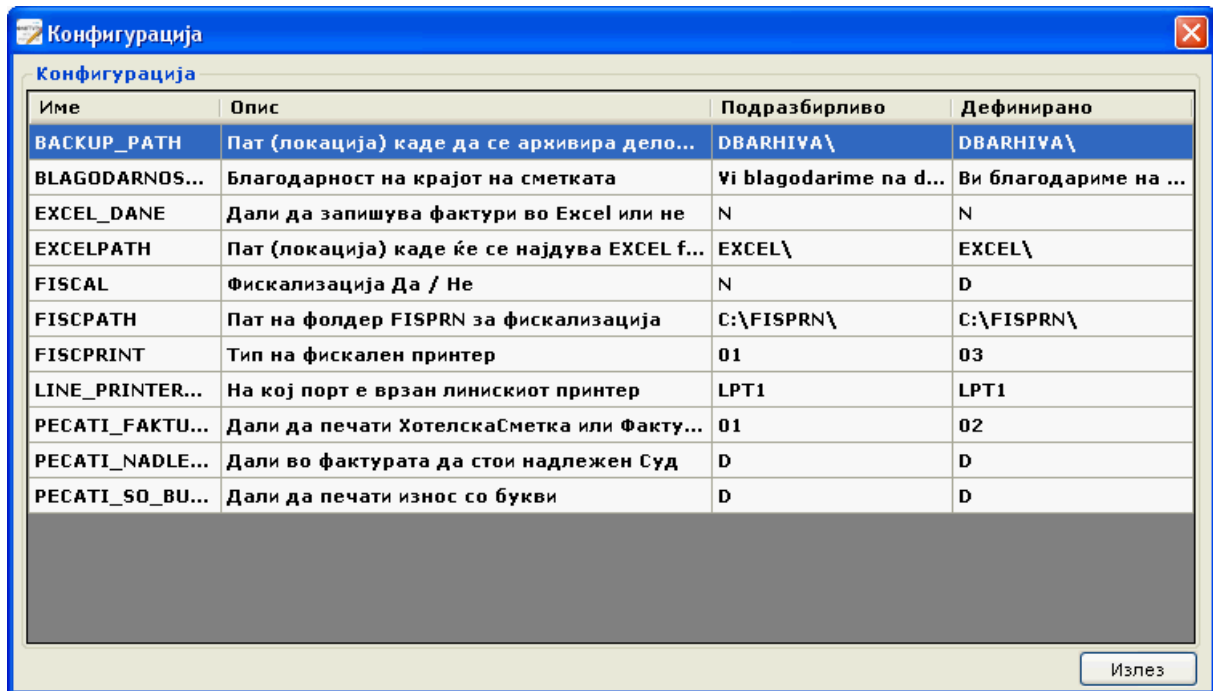 Конфигурација
Конфигурација
Име Опис Подразбирливо Дефинирано
BACKUP_PATH Пат (локација) каде да се архивира дело... DBARHIVA\ DBARHIVA\
BLAGODARNOS... Благодарност на крајот на сметката Vi blagodarime na d... Ви благодариме на ...
EXCEL_DANE Дали да запишува фактури во Excel или не N N
EXCELPATH Пат (локација) каде ќе се најдува EXCEL f... EXCEL\ EXCEL\
FISCAL Фискализација Да / Не N D
FISCPATH Пат на фолдер FISPRN за фискализација C:\FISPRN\ C:\FISPRN\
FISCPRINT Тип на фискален принтер 01 03
LINE_PRINTER... На кој порт е врзан линискиот принтер LPT1 LPT1
PECATI_FAKTU... Дали да печати ХотелскаСметка или Факту... 01 02
PECATI_NADLE... Дали во фактурата да стои надлежен Суд D D
PECATI_SO_BU... Дали да печати износ со букви D D
Излез